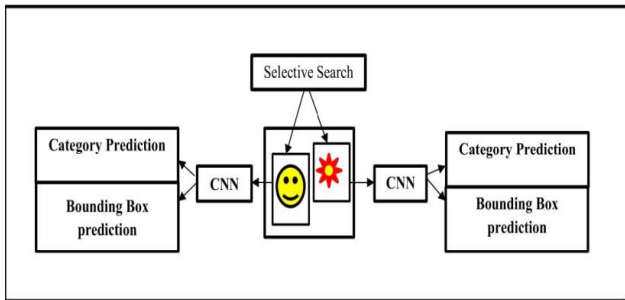 Selective Search
Category Prediction
Bounding Box
prediction
CNN
CNN
Category Prediction
Bounding Box
prediction